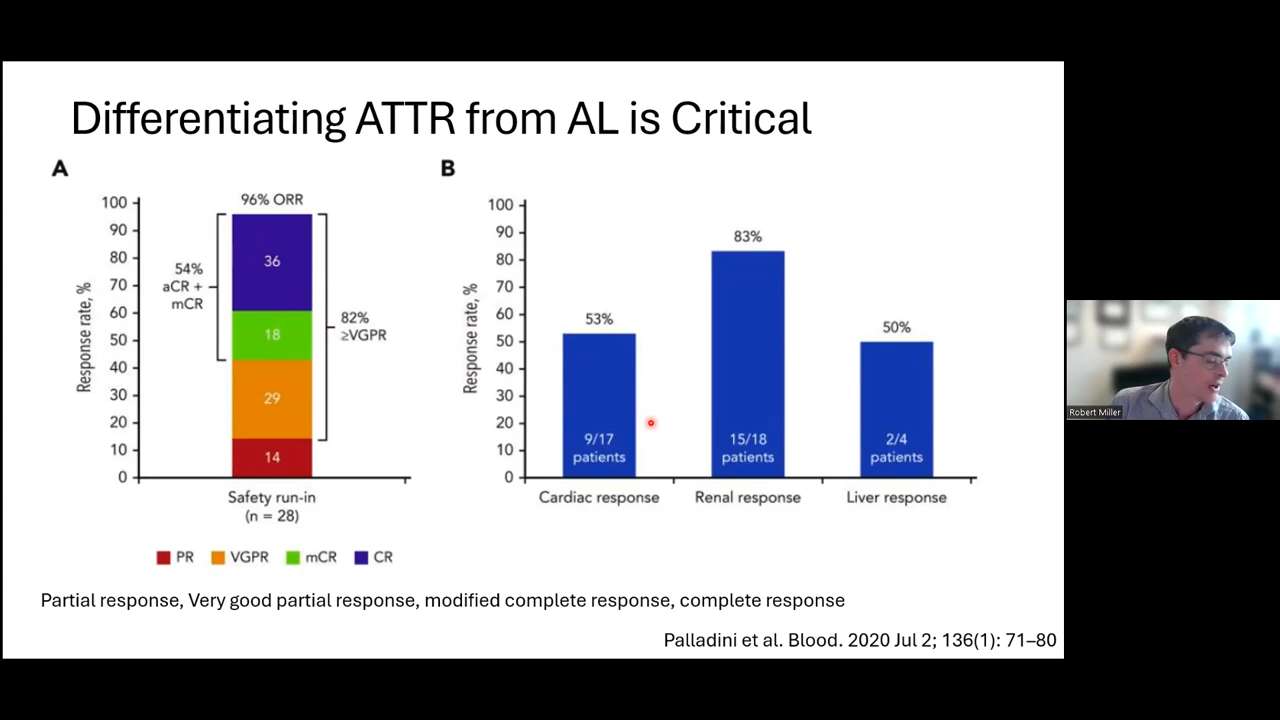 Differentiating ATTR from AL is Critical
A
96% ORR
100
90
80
70
60
50
40
30
20
10
0
Response rate, %
54%
aCR +
mCR
36
18
29
14
82%
≥VGPR
Safety run-in
(n = 28)
PR VGPR mCR CR
B
100
90
80
70
60
50
40
30
20
10
0
Response rate, %
53%
9/17
patients
83%
15/18
patients
50%
2/4
patients
Cardiac response
Renal response
Liver response
Partial response, Very good partial response, modified complete response, complete response
Palladini et al. Blood. 2020 Jul 2; 136(1): 71–80
Robert Miller